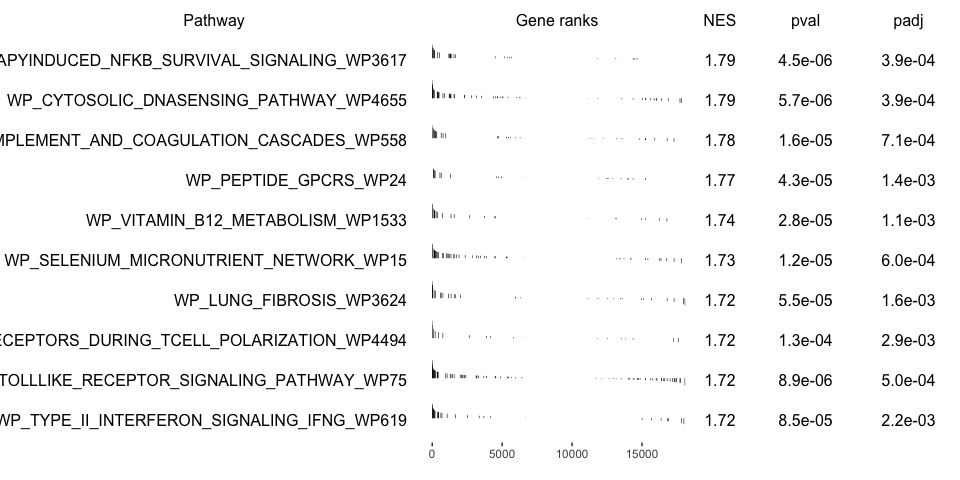 Pathway Gene ranks NES pval padj
APYINDUCED_NFKB_SURVIVAL_SIGNALING_WP3617 1.79 4.5e-06 3.9e-04
WP_CYTOSOLIC_DNASENSING_PATHWAY_WP4655 1.79 5.7e-06 3.9e-04
MPLEMENT_AND_COAGULATION_CASCADES_WP558 1.78 1.6e-05 7.1e-04
WP_PEPTIDE_GPCRS_WP24 1.77 4.3e-05 1.4e-03
WP_VITAMIN_B12_METABOLISM_WP1533 1.74 2.8e-05 1.1e-03
WP_SELENIUM_MICRONUTRIENT_NETWORK_WP15 1.73 1.2e-05 6.0e-04
WP_LUNG_FIBROSIS_WP3624 1.72 5.5e-05 1.6e-03
ECEPTORS_DURING_TCELL_POLARIZATION_WP4494 1.72 1.3e-04 2.9e-03
TOLLLIKE_RECEPTOR_SIGNALING_PATHWAY_WP75 1.72 8.9e-06 5.0e-04
WP_TYPE_II_INTERFERON_SIGNALING_IFNG_WP619 1.72 8.5e-05 2.2e-03
0 5000 10000 15000